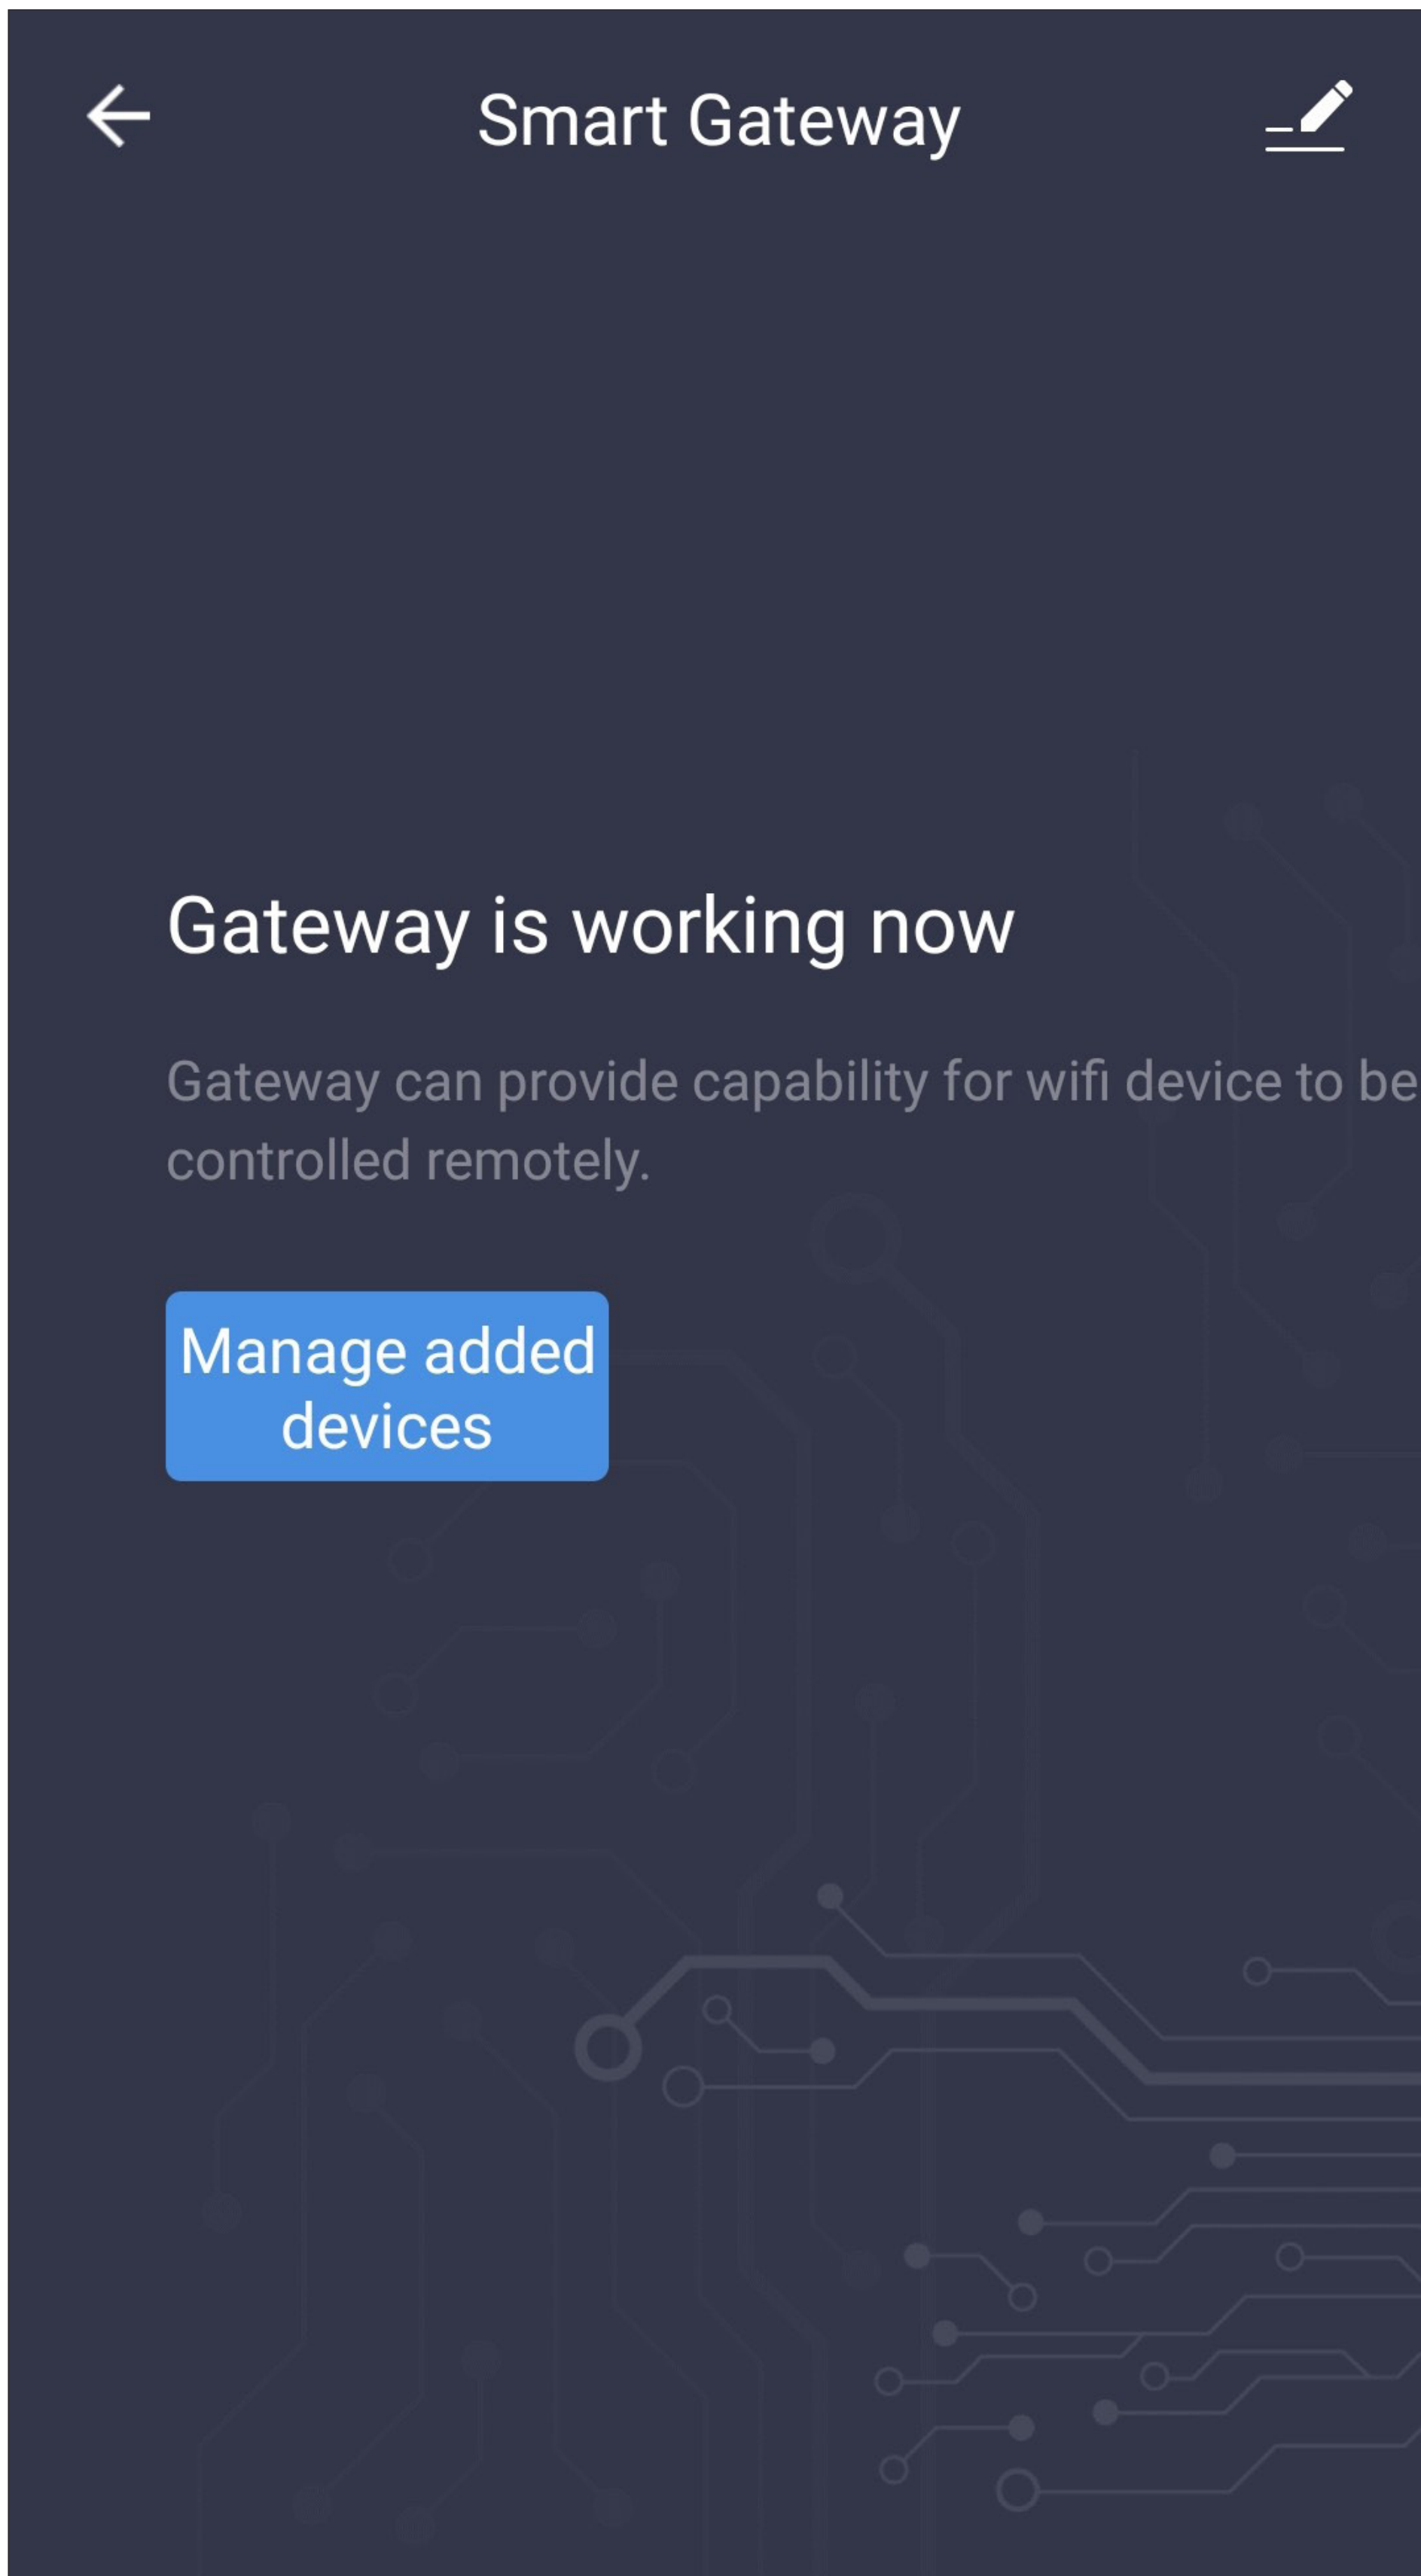 Smart Gateway
Gateway is working now
Gateway can provide capability for wifi device to be
controlled remotely.
Manage added
devices